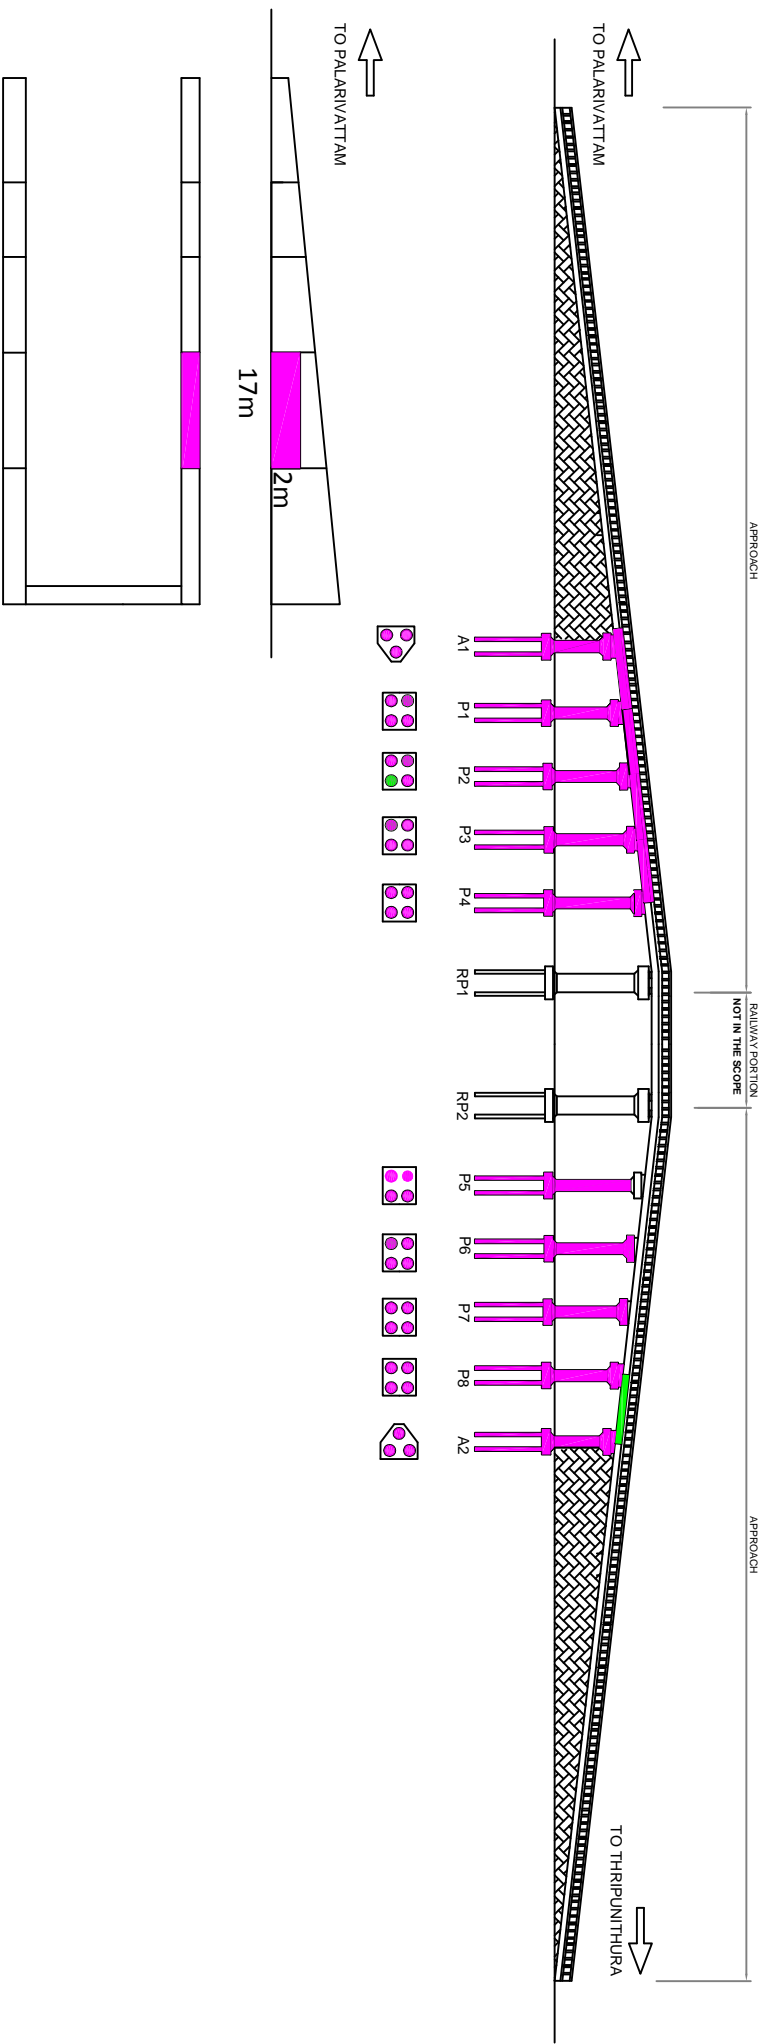 APPROACH
RAILWAY PORTION
NOT IN THE SCOPE
APPROACH
TO PALARIVATTAM
TO THRIPUNITHURA
A1
P1
P2
P3
P4
RP1
RP2
P5
P6
P7
P8
A2
TO PALARIVATTAM
2m
17m